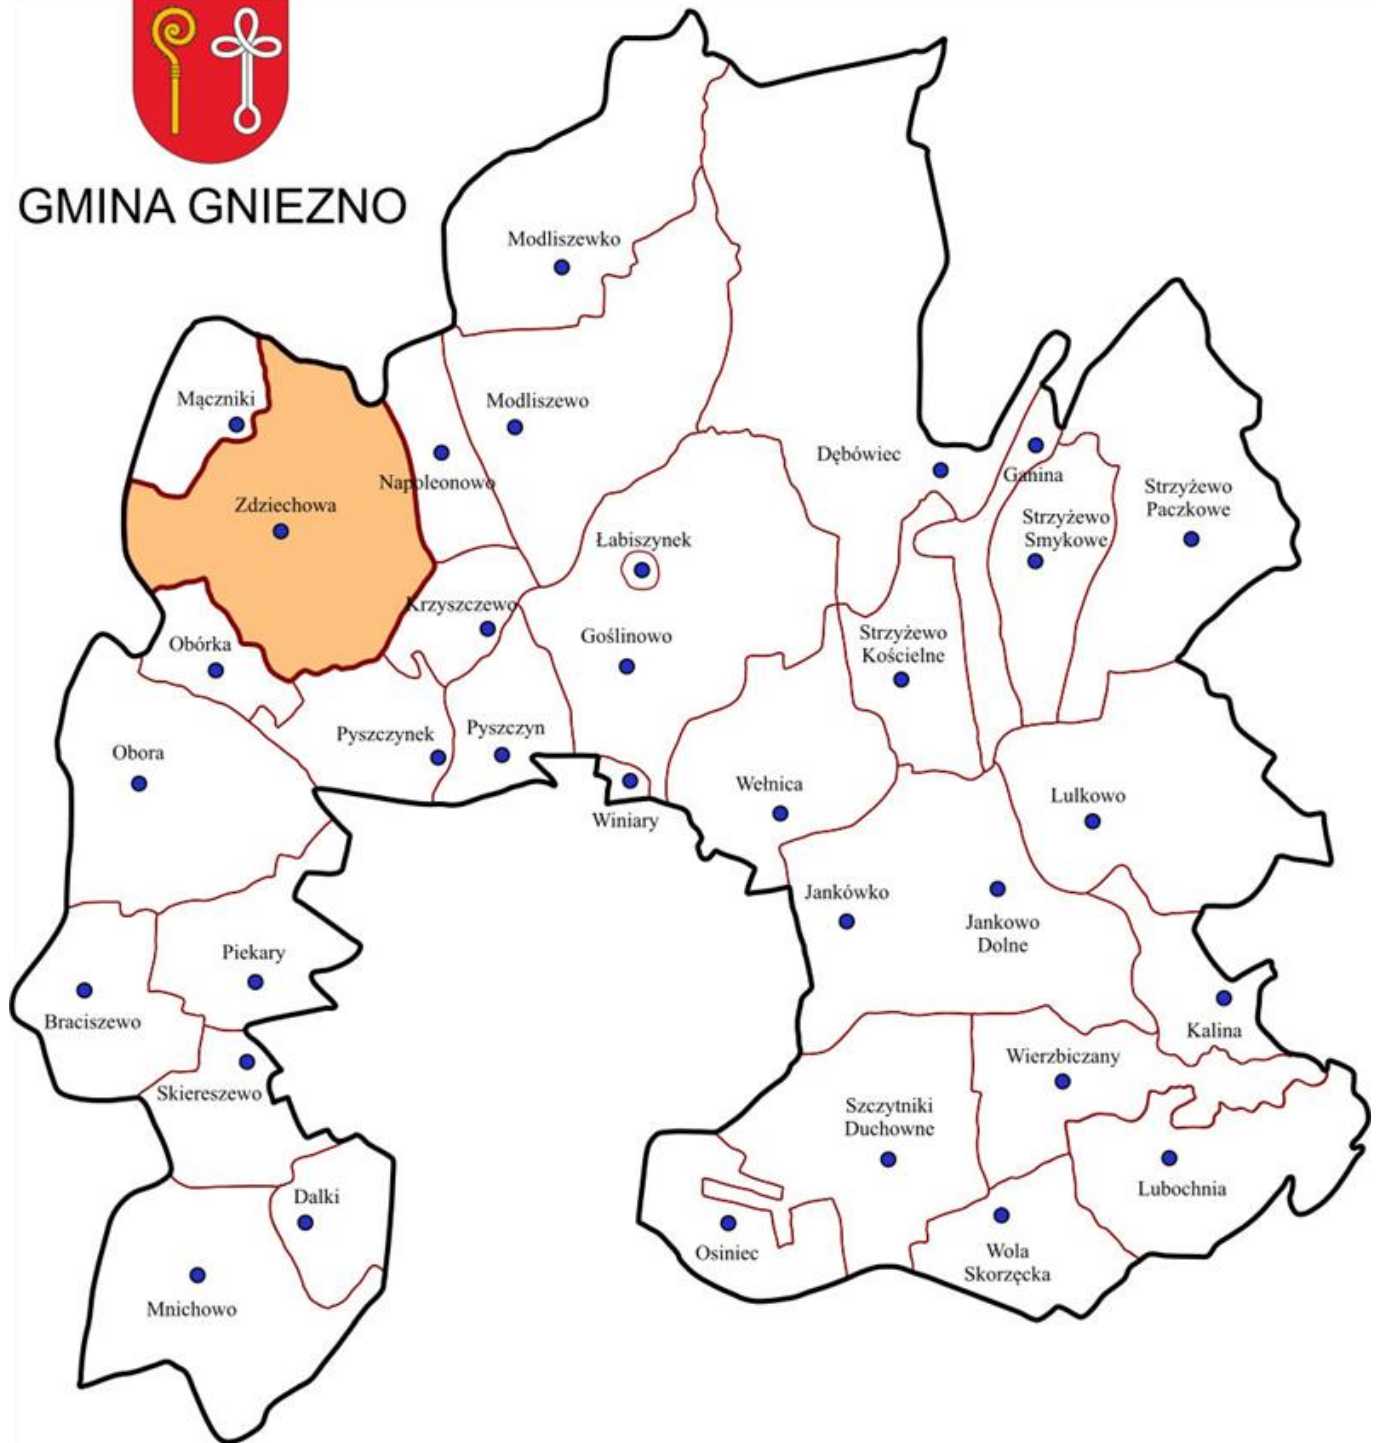 GMINA GNIEZNO
Modliszewko
Mączniki
Modliszewo
Napoleonowo
Dębówiec
Ganina
Strzyżewo
Paczkowe
Zdziechowa
Strzyżewo
Smykowe
Łabiszynek
Krzyszczewo
Goślinowo
Strzyżewo
Kościelne
Obórka
Pyszczynek
Pyszczyn
Obora
Wełnica
Winiary
Lulkowo
Jankówko
Jankowo
Dolne
Piekary
Braciszewo
Kalina
Wierzbiczany
Skiereszewo
Szczytniki
Duchowne
Lubochnia
Dalki
Osiniec
Wola
Skorzęcka
Mnichowo